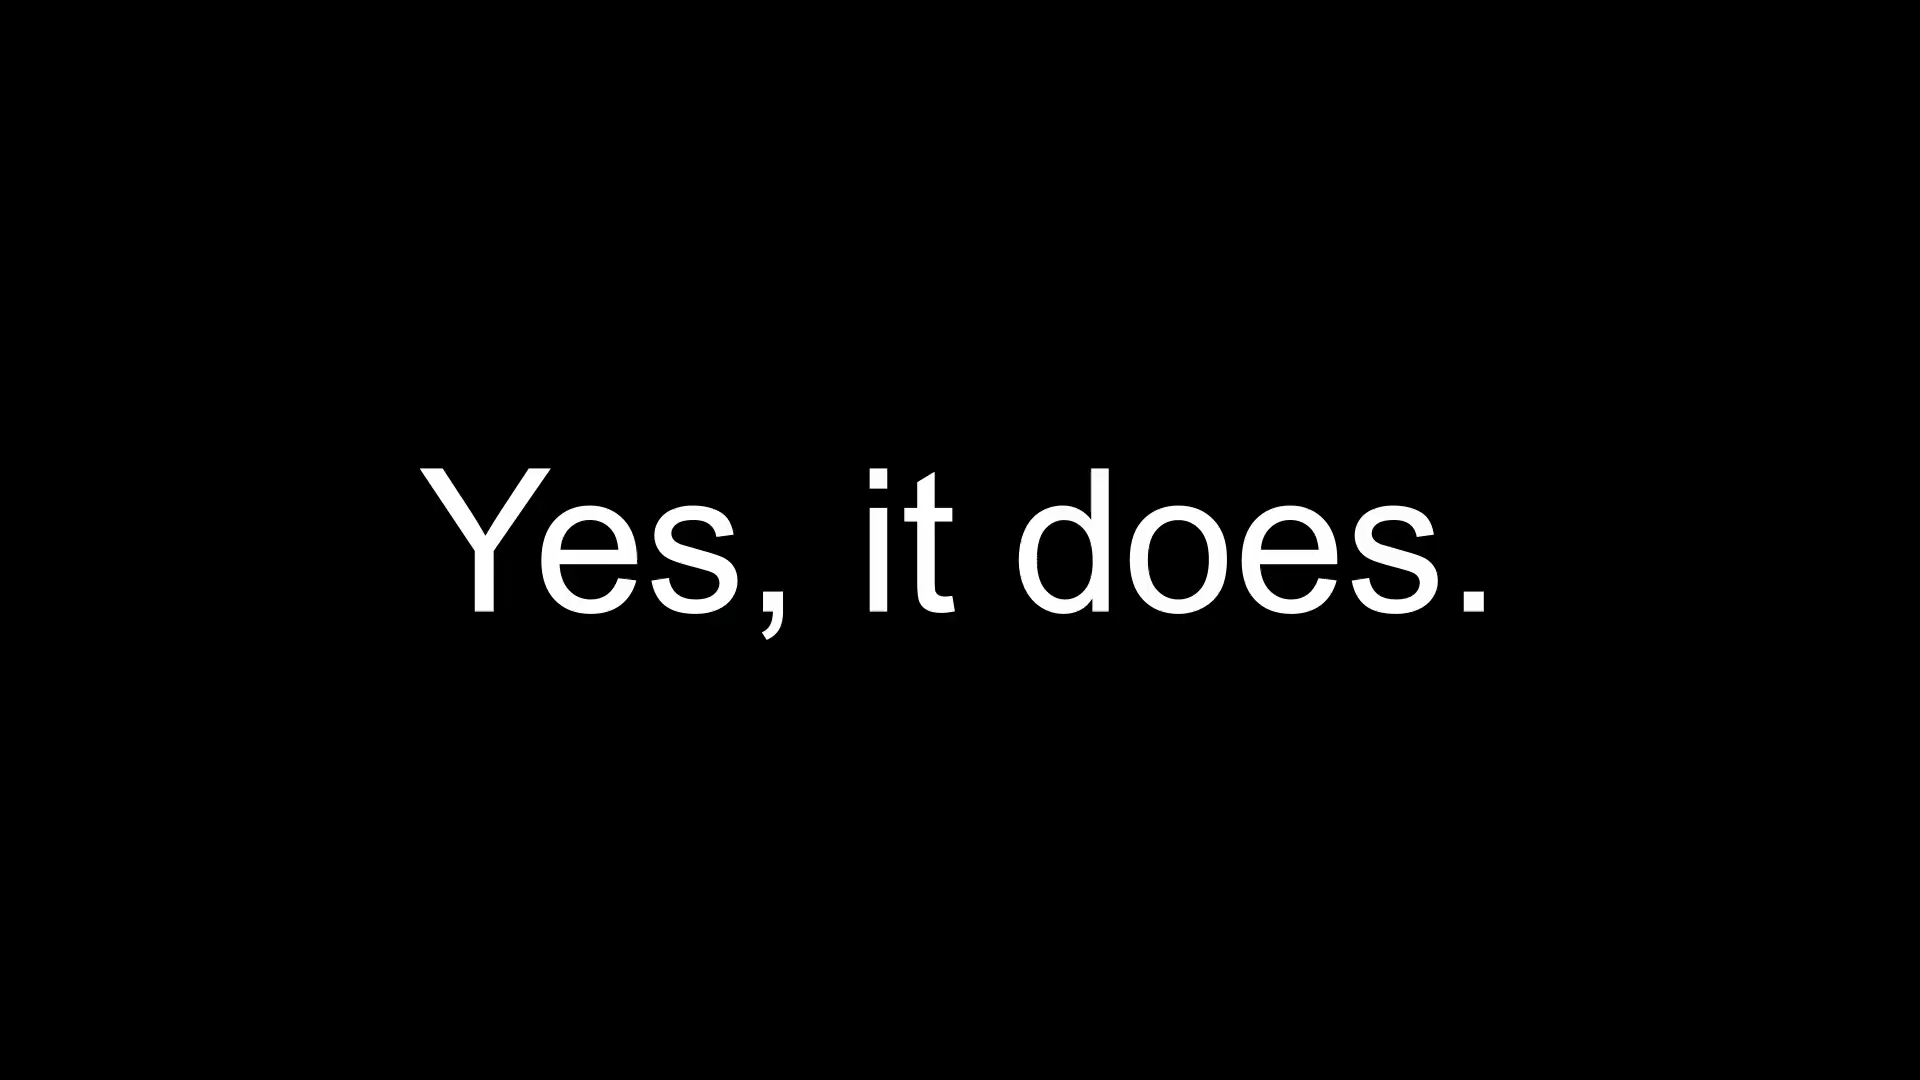 Yes, it does.